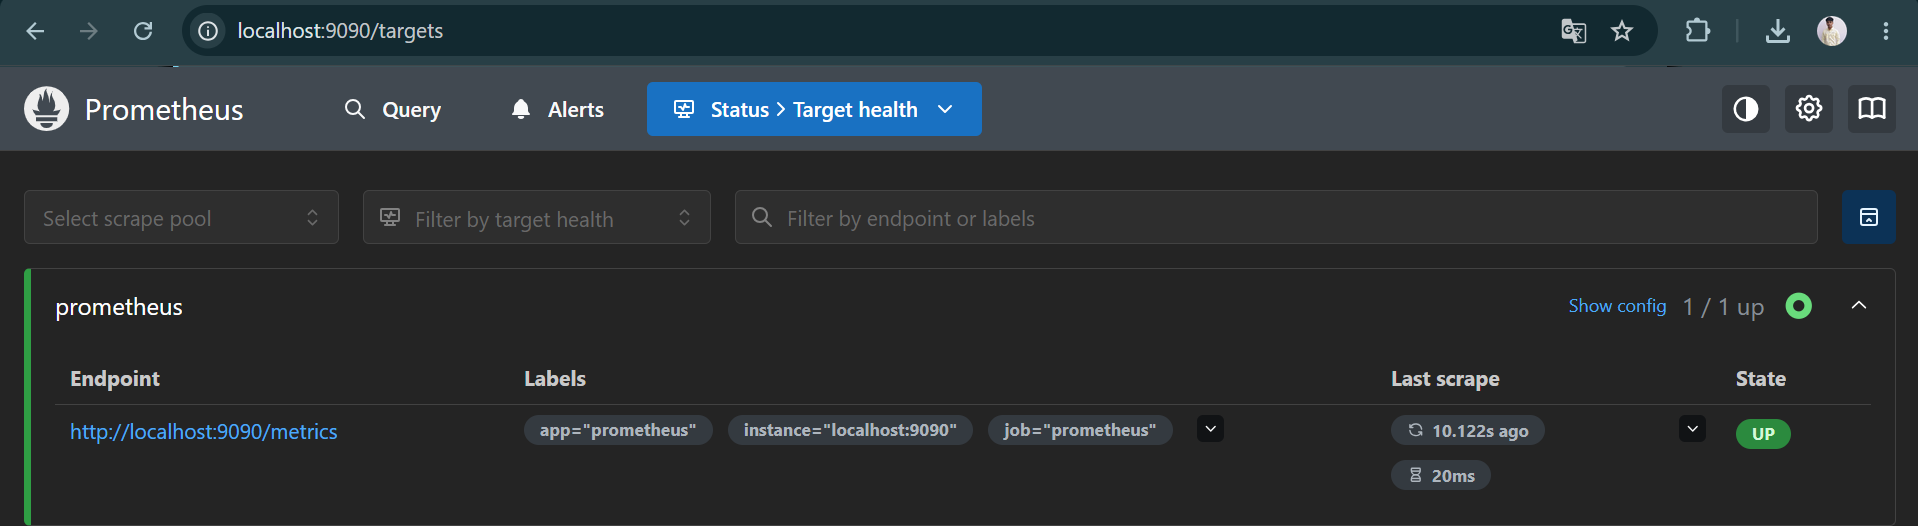 localhost:9090/targets
Prometheus Query Alerts Status > Target health
Select scrape pool Filter by target health Filter by endpoint or labels
prometheus Show config 1 / 1 up
Endpoint Labels Last scrape State
http://localhost:9090/metrics app="prometheus" instance="localhost:9090" job="prometheus" 10.122s ago UP
20ms